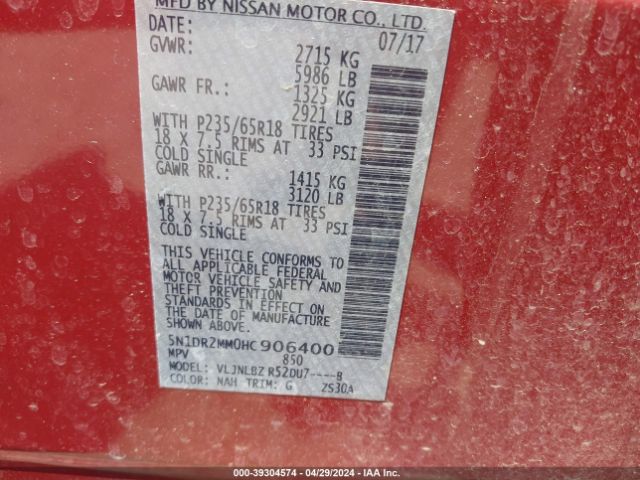 MFD BY NISSAN MOTOR CO., LTD.
DATE: 07/17
GVWR: 2715 KG
5986 LB
GAWR FR.: 1325 KG
2921 LB
WITH P235/65R18 TIRES
18 X 7.5 RIMS AT 33 PSI
COLD SINGLE
GAWR RR.: 1415 KG
3120 LB
WITH P235/65R18 TIRES
18 X 7.5 RIMS AT 33 PSI
COLD SINGLE
THIS VEHICLE CONFORMS TO
ALL APPLICABLE FEDERAL
MOTOR VEHICLE SAFETY AND
THEFT PREVENTION
STANDARDS IN EFFECT ON
THE DATE OF MANUFACTURE
SHOWN ABOVE.
5N1DR2MM0HC906400
MPV 850
MODEL: VLJNLBZ R52DU7----B
COLOR: NAH TRIM: G ZS30A
000-39304574 / 04/29/2024 / IAA Inc.